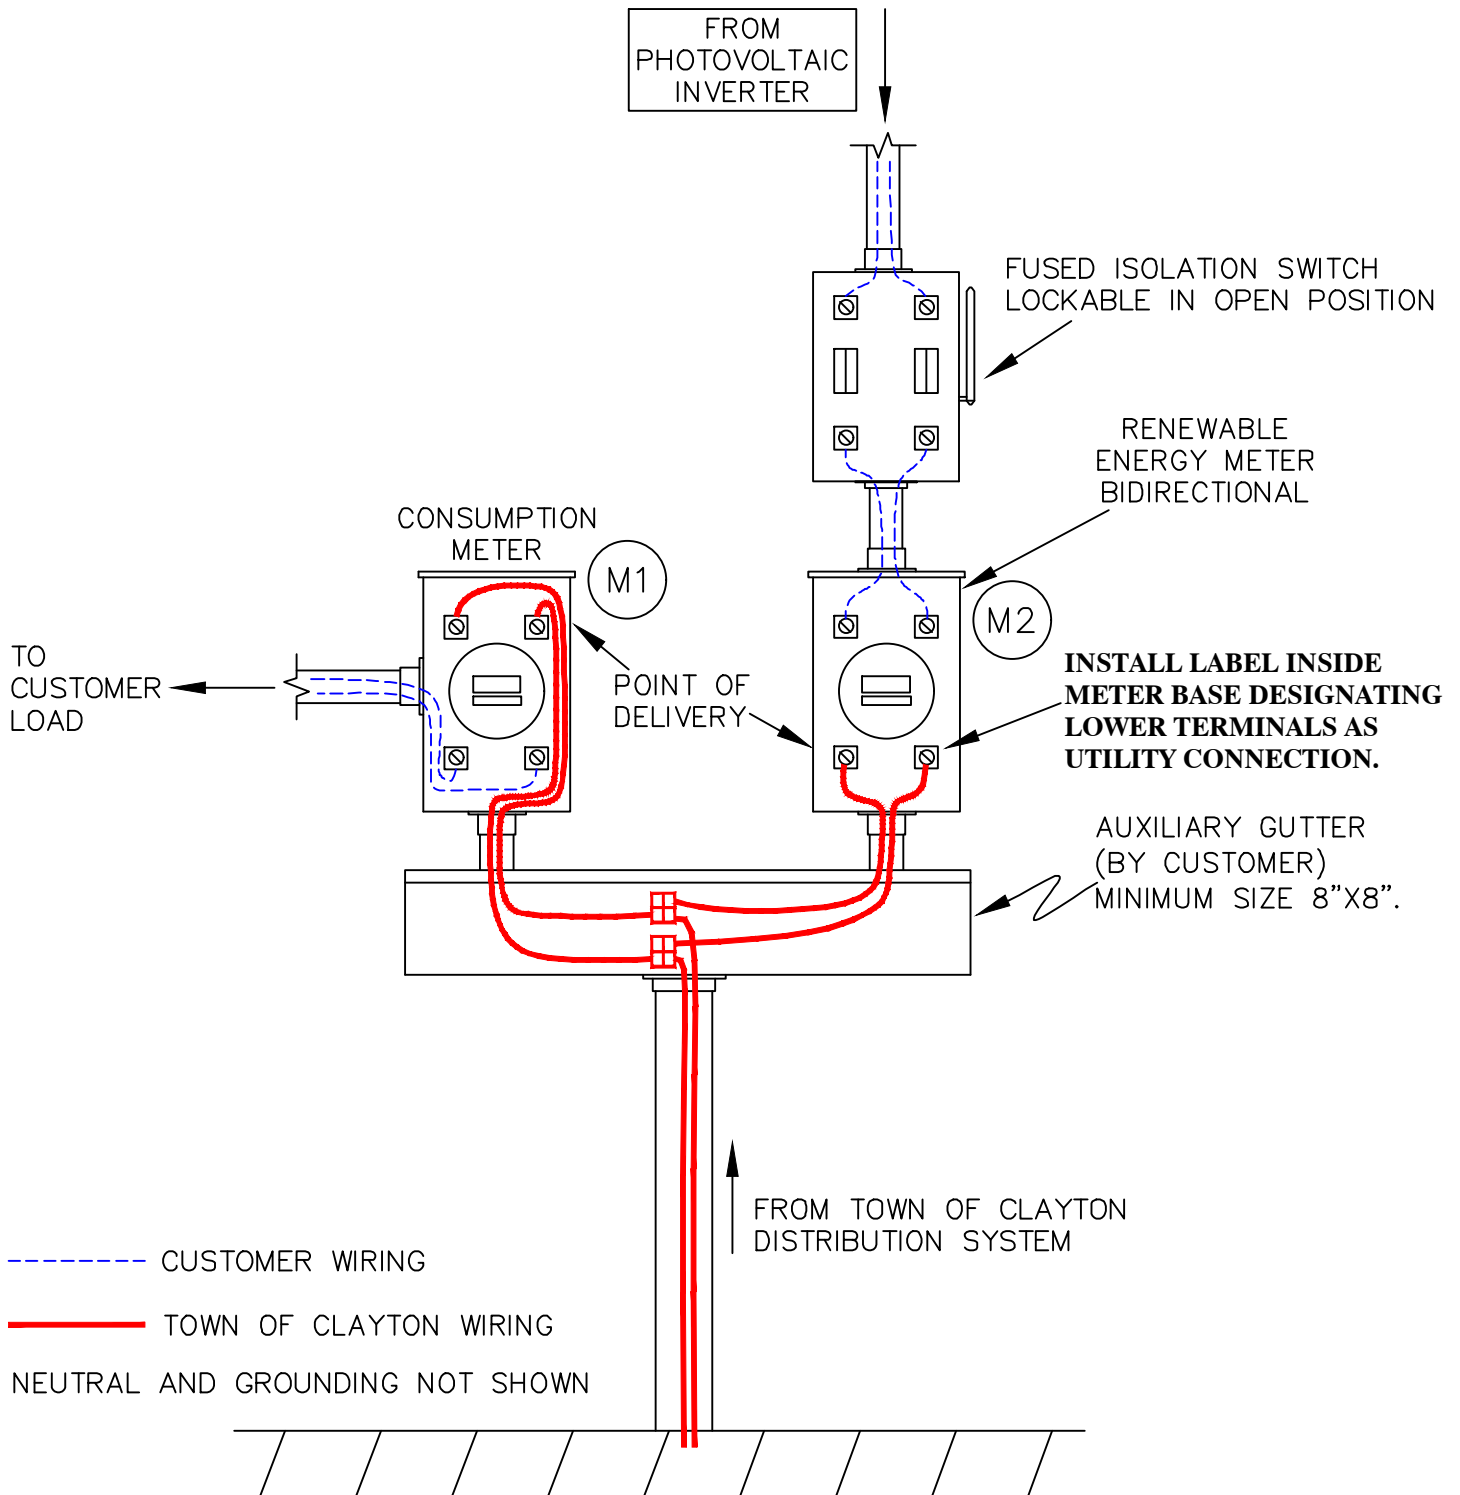 FROM
PHOTOVOLTAIC
INVERTER
FUSED ISOLATION SWITCH
LOCKABLE IN OPEN POSITION
RENEWABLE
ENERGY METER
BIDIRECTIONAL
CONSUMPTION
METER
M1
M2
TO
CUSTOMER
LOAD
POINT OF
DELIVERY
INSTALL LABEL INSIDE
METER BASE DESIGNATING
LOWER TERMINALS AS
UTILITY CONNECTION.
AUXILIARY GUTTER
(BY CUSTOMER)
MINIMUM SIZE 8"X8".
FROM TOWN OF CLAYTON
DISTRIBUTION SYSTEM
CUSTOMER WIRING
TOWN OF CLAYTON WIRING
NEUTRAL AND GROUNDING NOT SHOWN